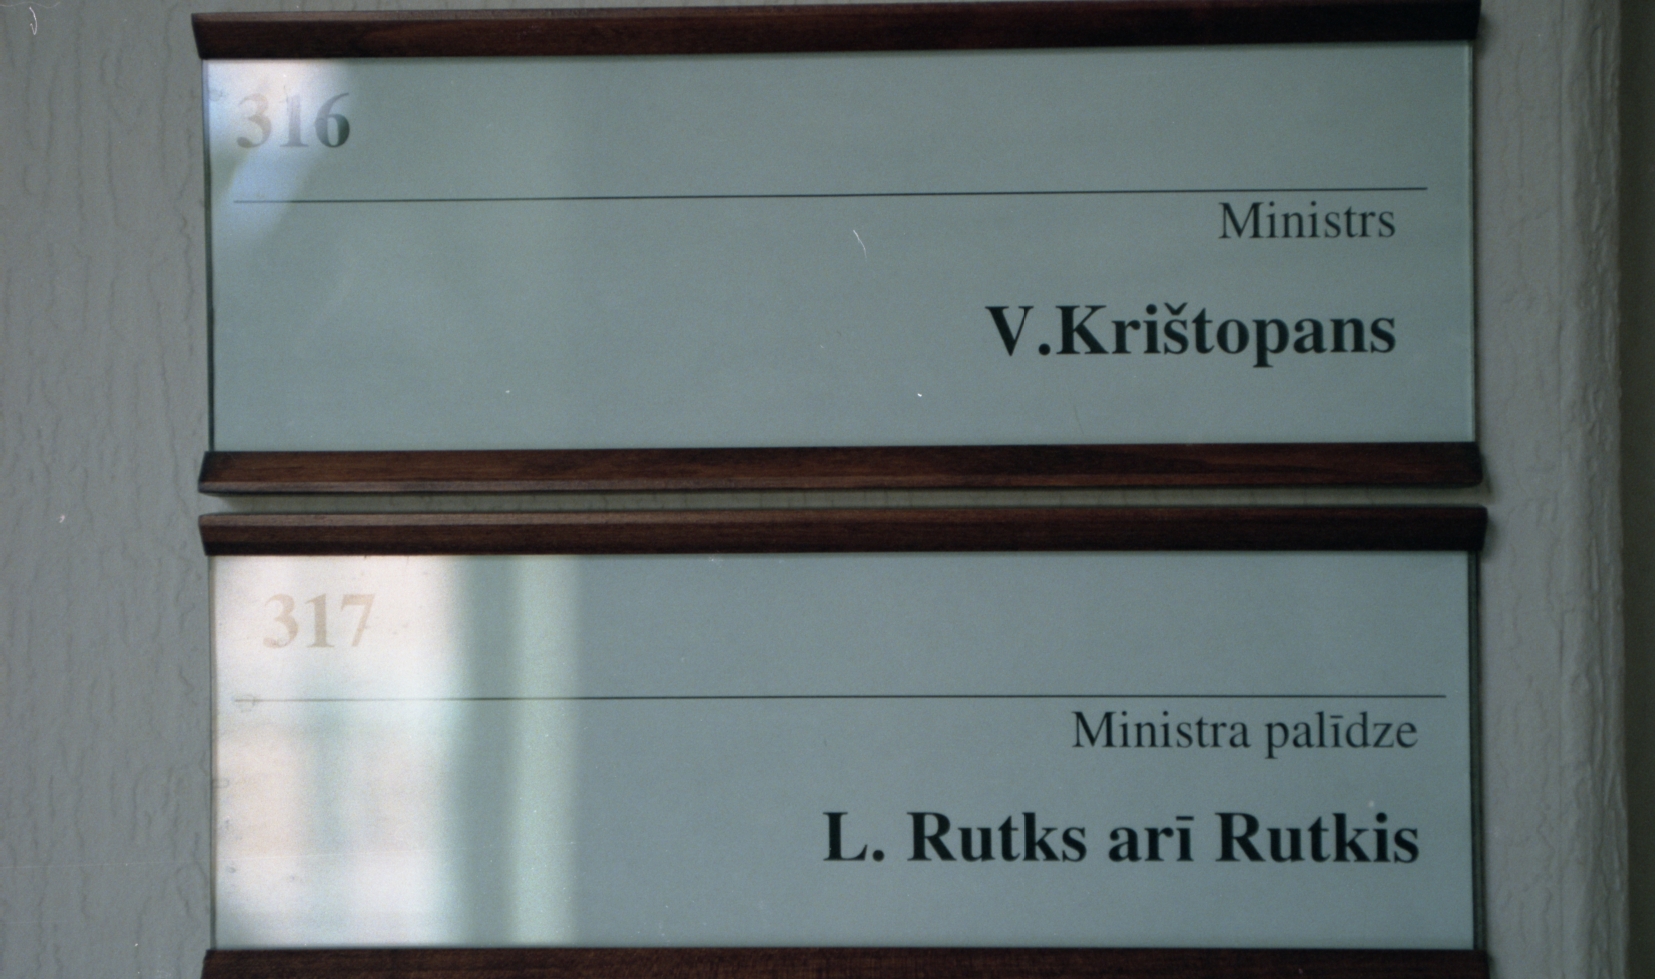 316
Ministrs
V.Krištopans
317
Ministra palīdze
L. Rutks arī Rutkis